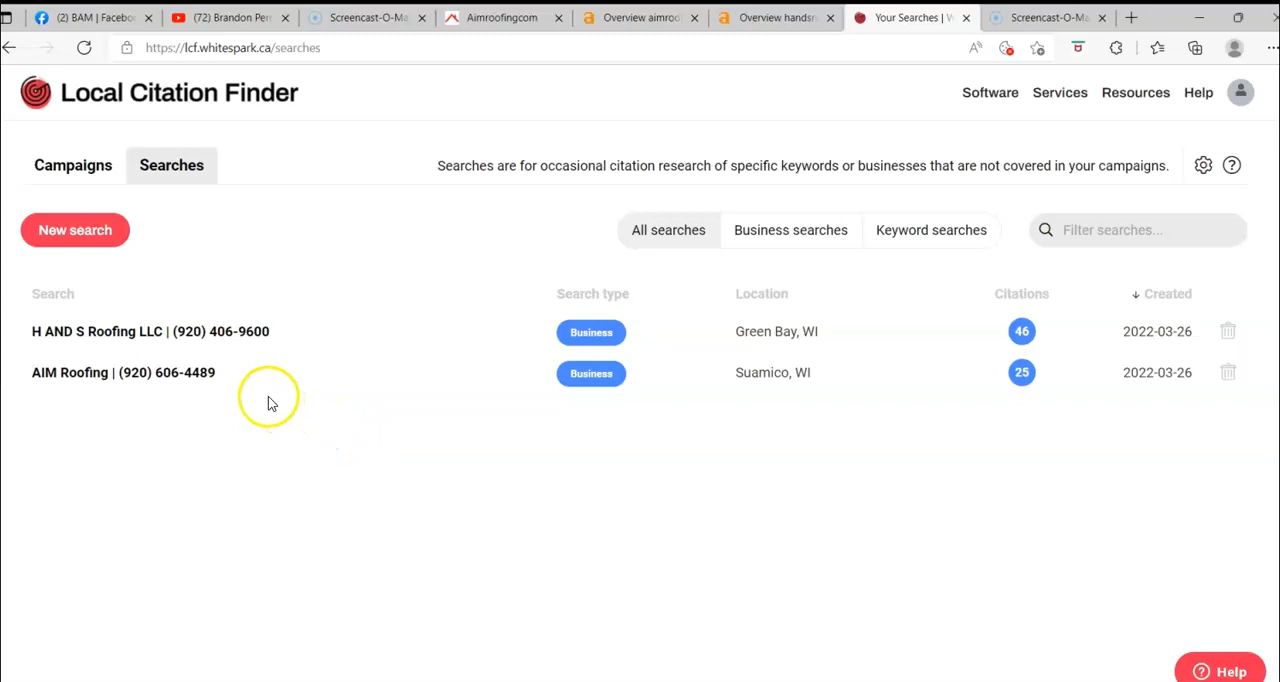 (2) BAM | Faceboo
(72) Brandon Per
Screencast-O-Ma
Aimroofingcom
Overview aimroo
Overview handsr
Your Searches | W
Screencast-O-Ma
https://lcf.whitespark.ca/searches
Local Citation Finder
Software Services Resources Help
Campaigns Searches Searches are for occasional citation research of specific keywords or businesses that are not covered in your campaigns.
New search All searches Business searches Keyword searches Filter searches...
Search Search type Location Citations Created
H AND S Roofing LLC | (920) 406-9600 Business Green Bay, WI 46 2022-03-26
AIM Roofing | (920) 606-4489 Business Suamico, WI 25 2022-03-26
Help